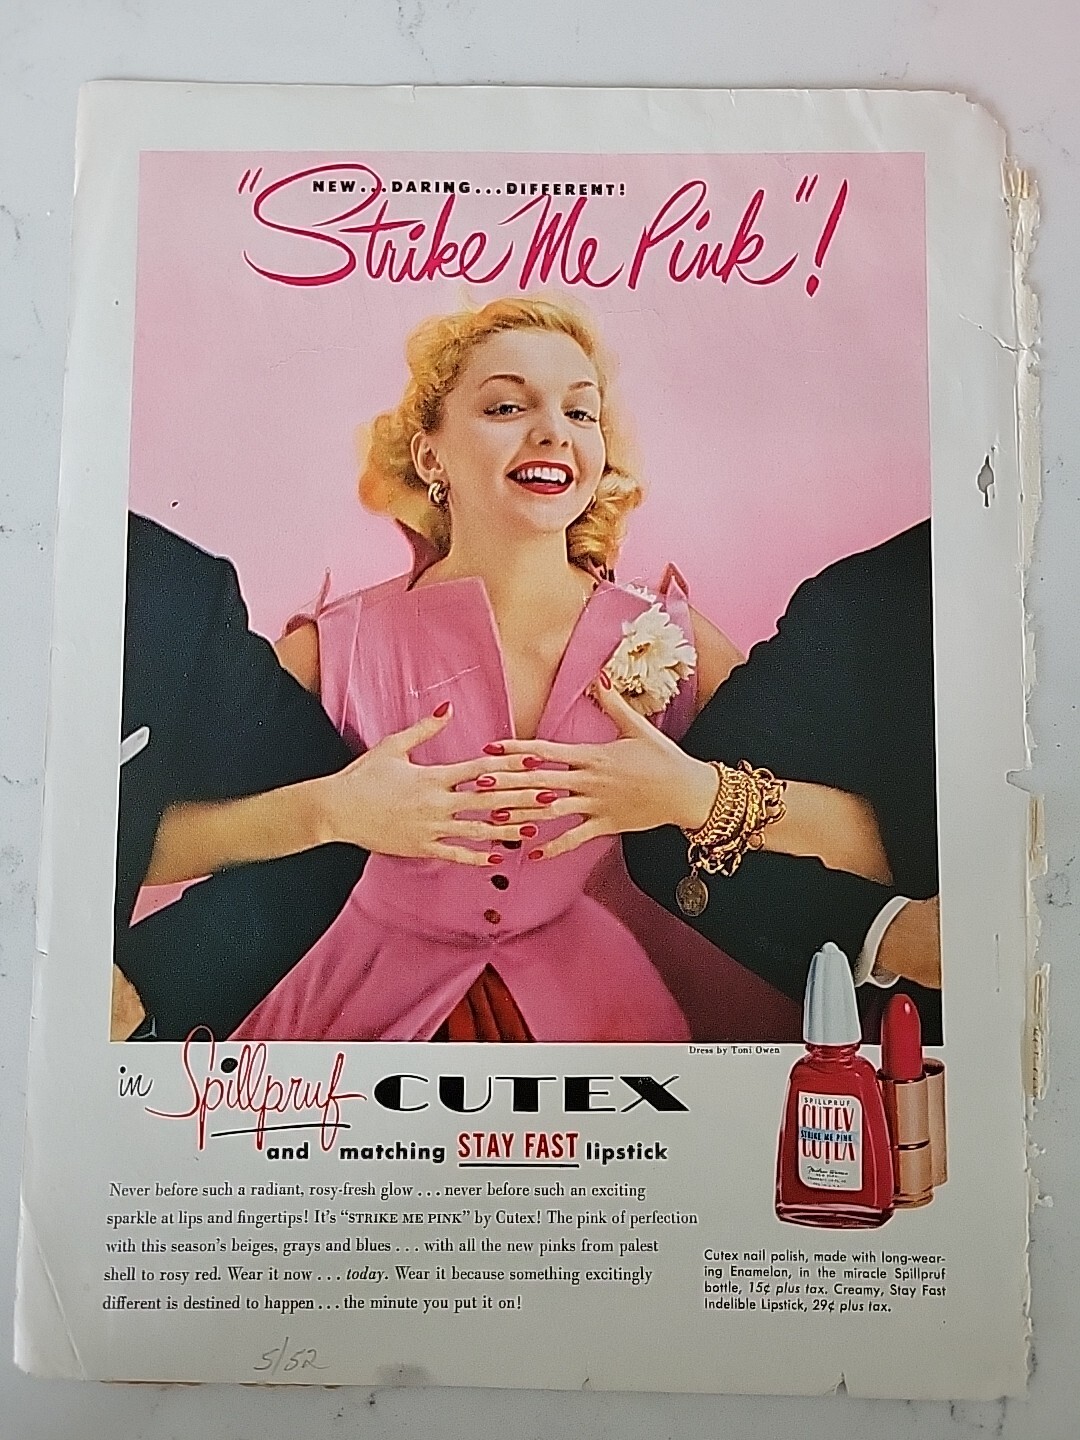 NEW...DARING...DIFFERENT!
"Strike Me Pink"!
Dress by Toni Owen
in Spillpruf CUTEX
and matching STAY FAST lipstick
Never before such a radiant, rosy-fresh glow . . . never before such an exciting
sparkle at lips and fingertips! It's "STRIKE ME PINK" by Cutex! The pink of perfection
with this season's beiges, grays and blues . . . with all the new pinks from palest
shell to rosy red. Wear it now . . . today. Wear it because something excitingly
different is destined to happen . . . the minute you put it on!
SPILLPRUF
CUTEX
STRIKE ME PINK
CUTEX
Northam Warren
NEW YORK
Cutex nail polish, made with long-wear-
ing Enamelon, in the miracle Spillpruf
bottle, 15¢ plus tax. Creamy, Stay Fast
Indelible Lipstick, 29¢ plus tax.
5/52